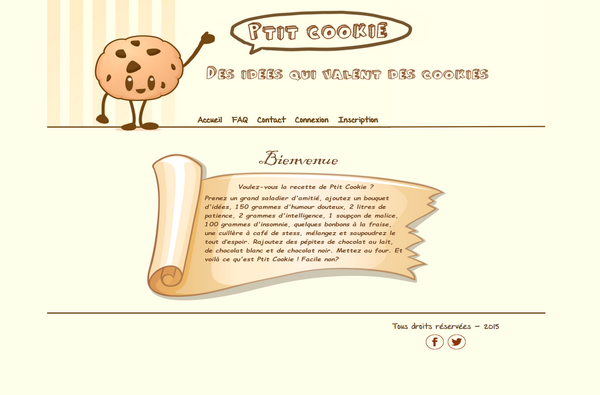 Ptit Cookie
Des idées qui valent des cookies
Accueil FAQ Contact Connexion Inscription
Bienvenue
Voulez-vous la recette de Ptit Cookie ?
Prenez un grand saladier d'amitié, ajoutez un bouquet
d'idées, 150 grammes d'humour douteux, 2 litres de
patience, 2 grammes d'intelligence, 1 soupçon de malice,
100 grammes d'insomnie, quelques bonbons à la fraise,
une cuillère à café de stess, mélangez et saupoudrez le
tout d'espoir. Rajoutez des pépites de chocolat au lait,
de chocolat blanc et de chocolat noir. Mettez au four. Et
voilà ce qu'est Ptit Cookie ! Facile non?
Tous droits réservées - 2015